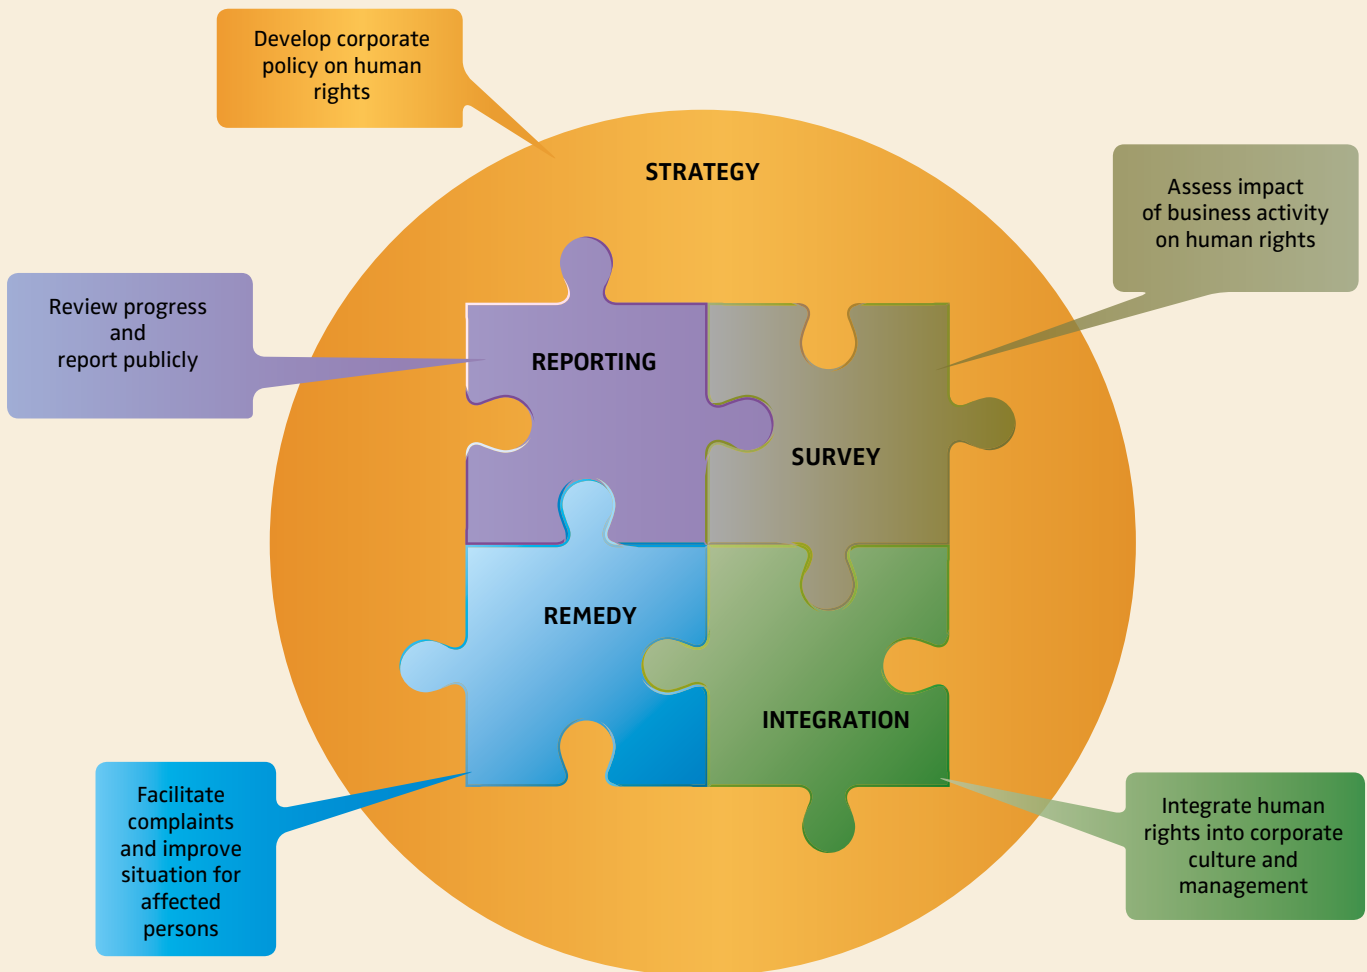 Develop corporate
policy on human
rights
STRATEGY
Assess impact
of business activity
on human rights
Review progress
and
report publicly
REPORTING
SURVEY
REMEDY
INTEGRATION
Facilitate
complaints
and improve
situation for
affected
persons
Integrate human
rights into corporate
culture and
management